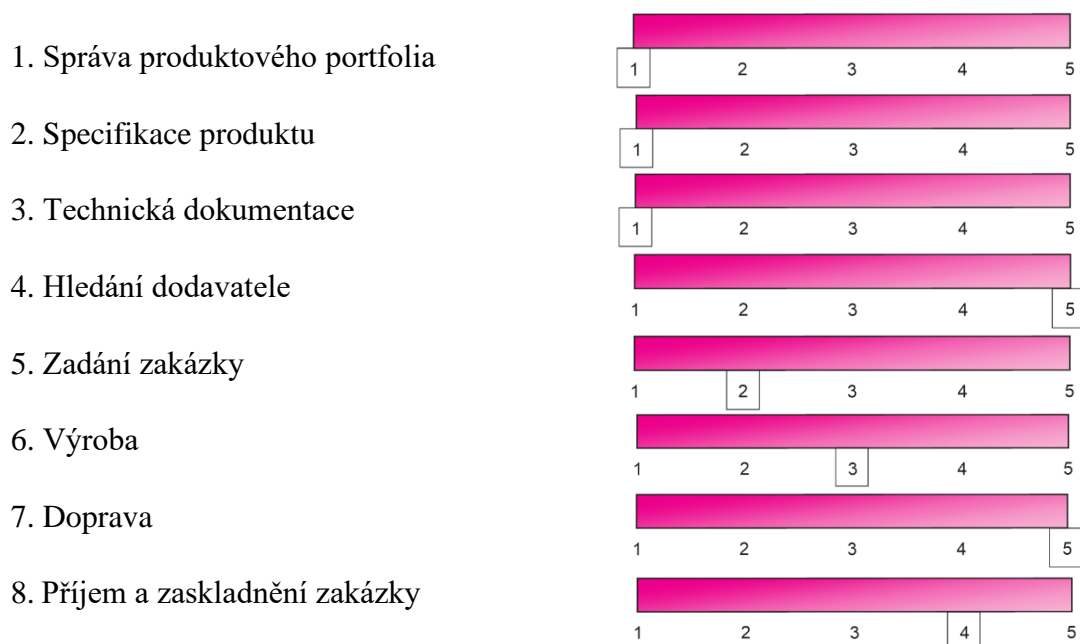 1. Správa produktového portfolia
1 2 3 4 5
2. Specifikace produktu
1 2 3 4 5
3. Technická dokumentace
1 2 3 4 5
4. Hledání dodavatele
1 2 3 4 5
5. Zadání zakázky
1 2 3 4 5
6. Výroba
1 2 3 4 5
7. Doprava
1 2 3 4 5
8. Příjem a zaskladnění zakázky
1 2 3 4 5